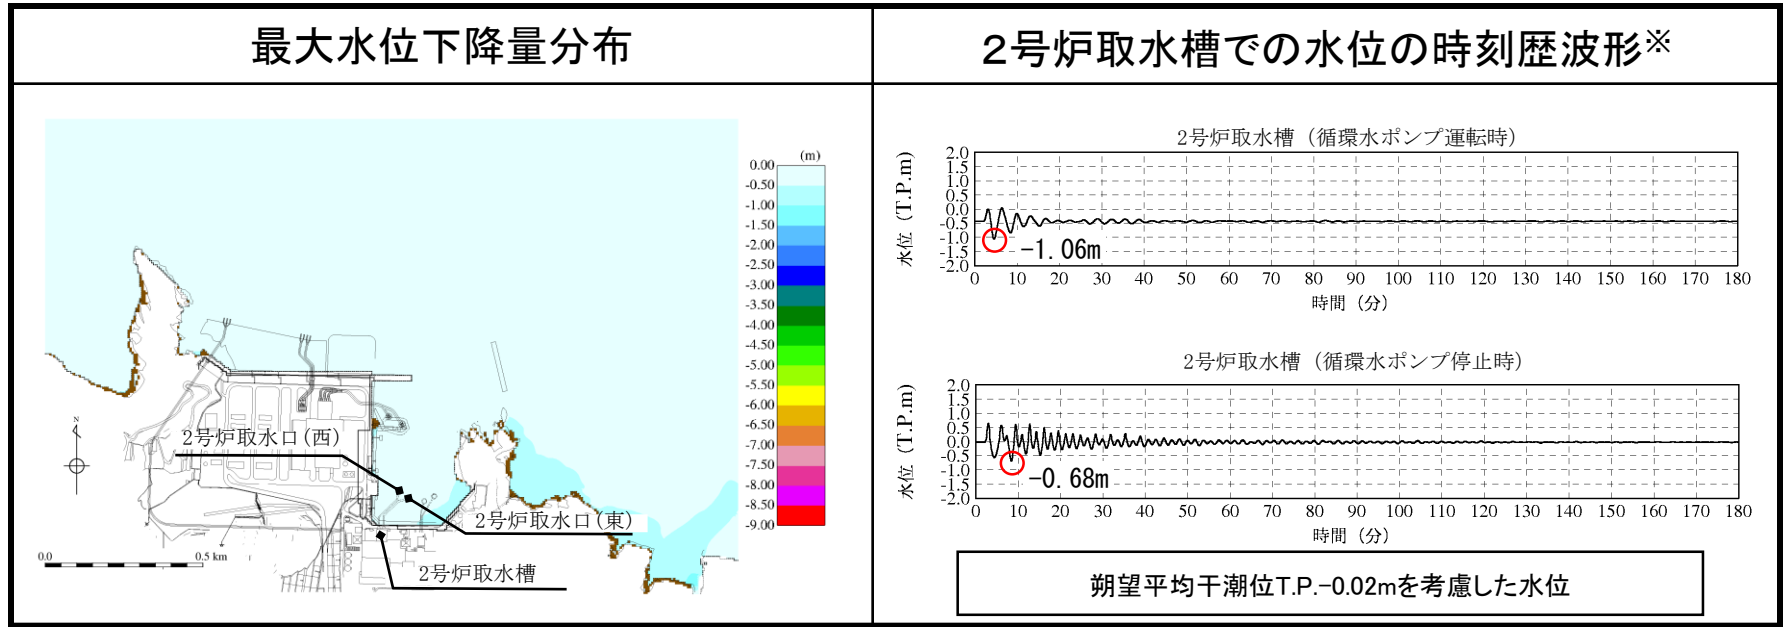 最大水位下降量分布
2号炉取水槽での水位の時刻歴波形※
(m)
0.00
-0.50
-1.00
-1.50
-2.00
-2.50
-3.00
-3.50
-4.00
-4.50
-5.00
-5.50
-6.00
-6.50
-7.00
-7.50
-8.00
-8.50
-9.00
N
2号炉取水口(西)
2号炉取水口(東)
2号炉取水槽
0.0 0.5 km
2号炉取水槽（循環水ポンプ運転時）
水位（T.P.m）
2.0
1.5
1.0
0.5
0.0
-0.5
-1.0
-1.5
-2.0
-1.06m
0 10 20 30 40 50 60 70 80 90 100 110 120 130 140 150 160 170 180
時間（分）
2号炉取水槽（循環水ポンプ停止時）
水位（T.P.m）
2.0
1.5
1.0
0.5
0.0
-0.5
-1.0
-1.5
-2.0
-0.68m
0 10 20 30 40 50 60 70 80 90 100 110 120 130 140 150 160 170 180
時間（分）
朔望平均干潮位T.P.-0.02mを考慮した水位